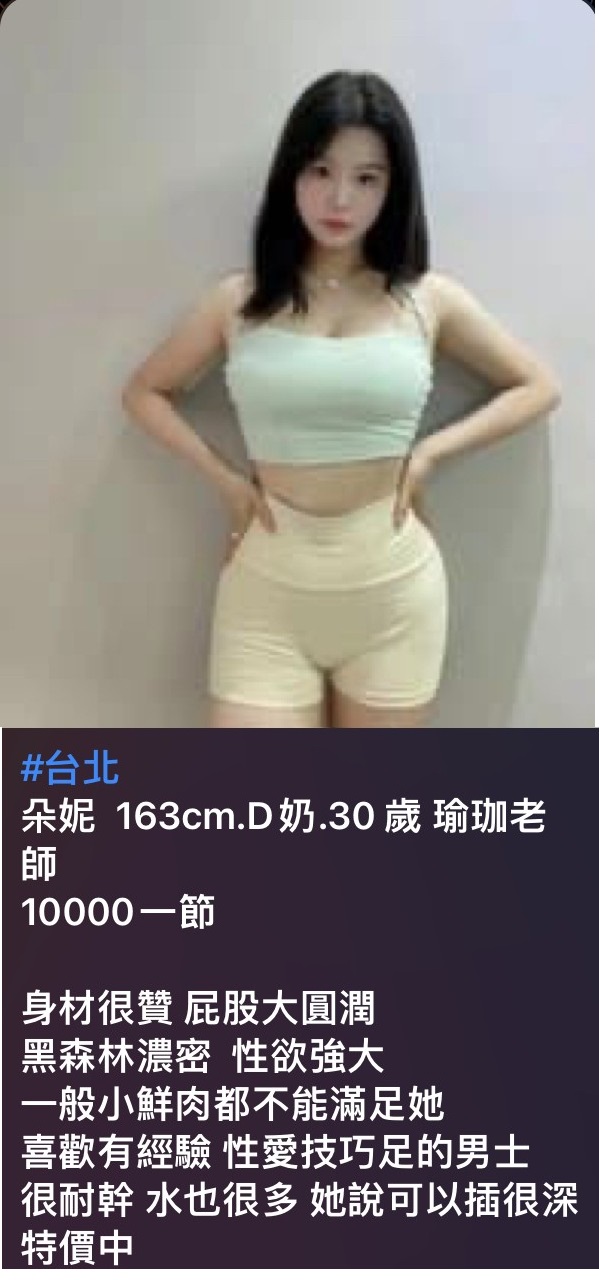 #台北
朵妮 163cm.D奶.30 歲 瑜珈老
師
10000一節
身材很贊 屁股大圓潤
黑森林濃密 性欲強大
一般小鮮肉都不能滿足她
喜歡有經驗 性愛技巧足的男士
很耐幹 水也很多 她說可以插很深
特價中